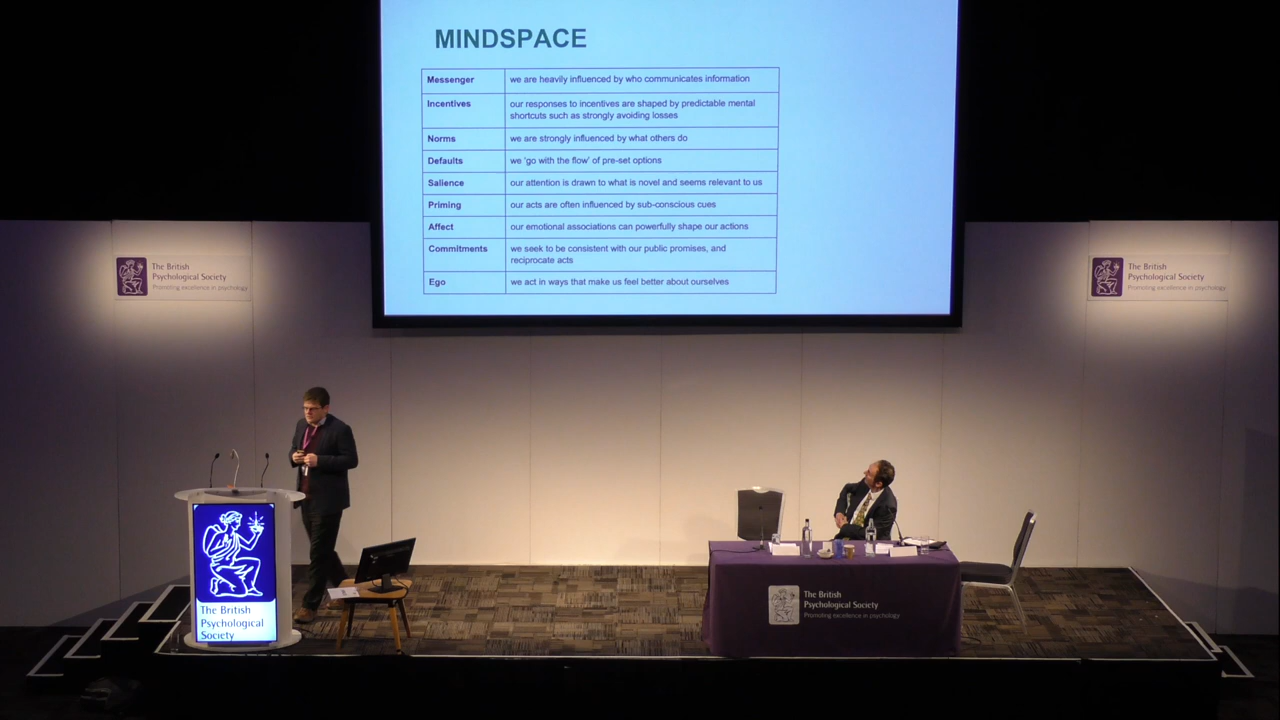 MINDSPACE
Messenger we are heavily influenced by who communicates information
Incentives our responses to incentives are shaped by predictable mental
shortcuts such as strongly avoiding losses
Norms we are strongly influenced by what others do
Defaults we 'go with the flow' of pre-set options
Salience our attention is drawn to what is novel and seems relevant to us
Priming our acts are often influenced by sub-conscious cues
Affect our emotional associations can powerfully shape our actions
Commitments we seek to be consistent with our public promises, and
reciprocate acts
Ego we act in ways that make us feel better about ourselves
The British
Psychological Society
Promoting excellence in psychology
The British
Psychological Society
Promoting excellence in psychology
The British
Psychological
Society
The British
Psychological Society
Promoting excellence in psychology